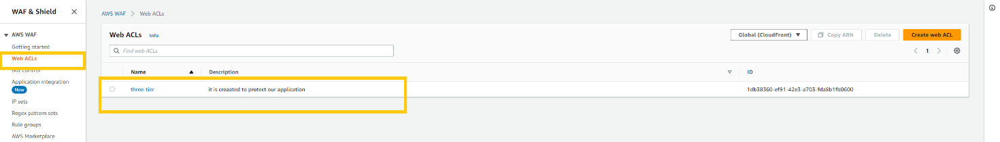 WAF & Shield
AWS WAF
Getting started
Web ACLs
Bot Control
Application integration
New
IP sets
Regex pattern sets
Rule groups
AWS Marketplace
AWS WAF > Web ACLs
Web ACLs Info
Global (CloudFront) Copy ARN Delete Create web ACL
Find web ACLs
1
Name Description ID
three-tier it is creaated to protect our application 1db38360-ef91-42e3-a703-fda8b1fb0600